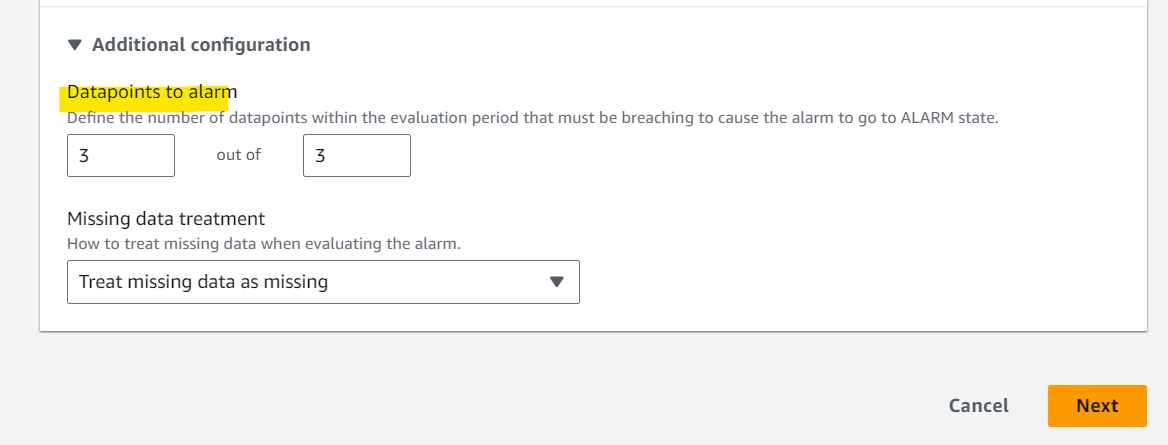 Additional configuration
Datapoints to alarm
Define the number of datapoints within the evaluation period that must be breaching to cause the alarm to go to ALARM state.
3 out of 3
Missing data treatment
How to treat missing data when evaluating the alarm.
Treat missing data as missing
Cancel Next